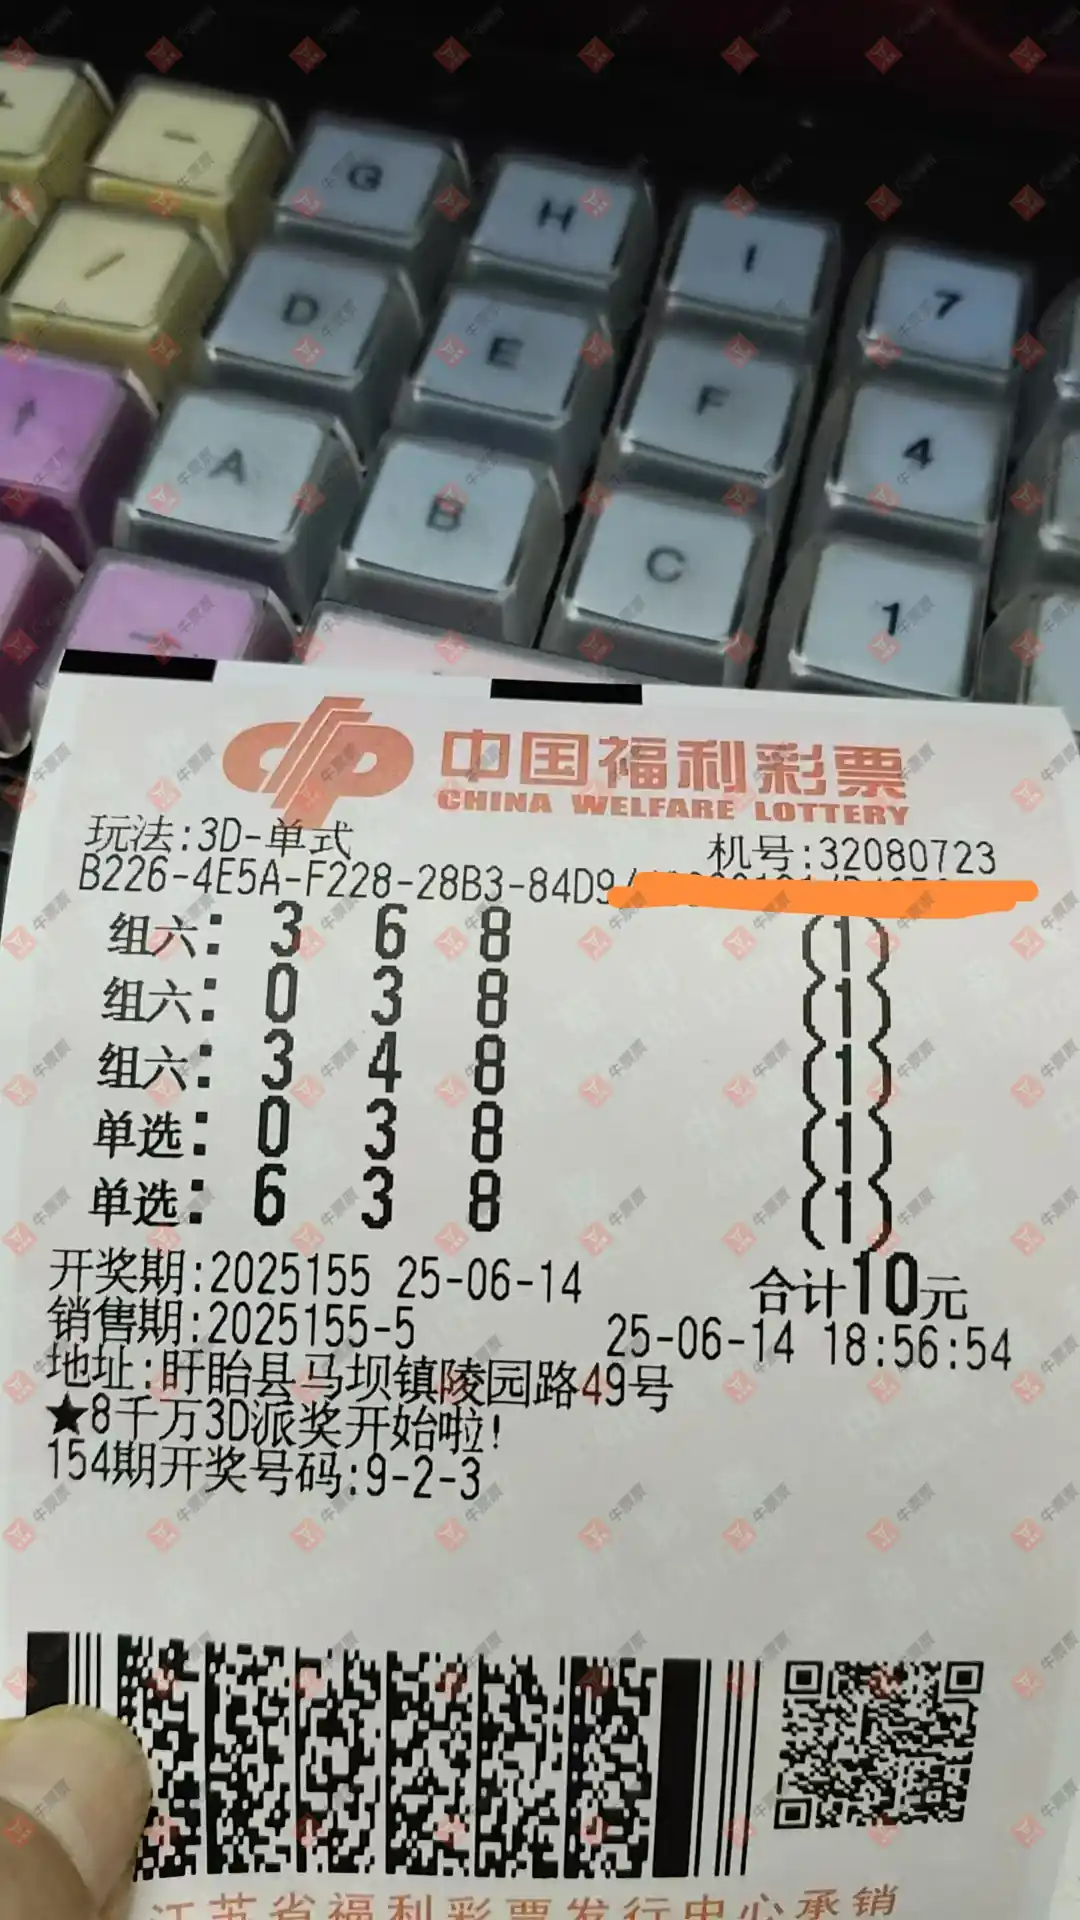 -
G
H
I
7
/
D
E
F
4
A
B
C
1
中国福利彩票
CHINA WELFARE LOTTERY
玩法:3D-单式 机号:32080723
B226-4E5A-F228-28B3-84D9/
组六: 3 6 8 (1)
组六: 0 3 8 (1)
组六: 3 4 8 (1)
单选: 0 3 8 (1)
单选: 6 3 8 (1)
开奖期:2025155 25-06-14 合计10元
销售期:2025155-5 25-06-14 18:56:54
地址:盱眙县马坝镇陵园路49号
★8千万3D派奖开始啦!
154期开奖号码:9-2-3
江苏省福利彩票发行中心承销
牛票票